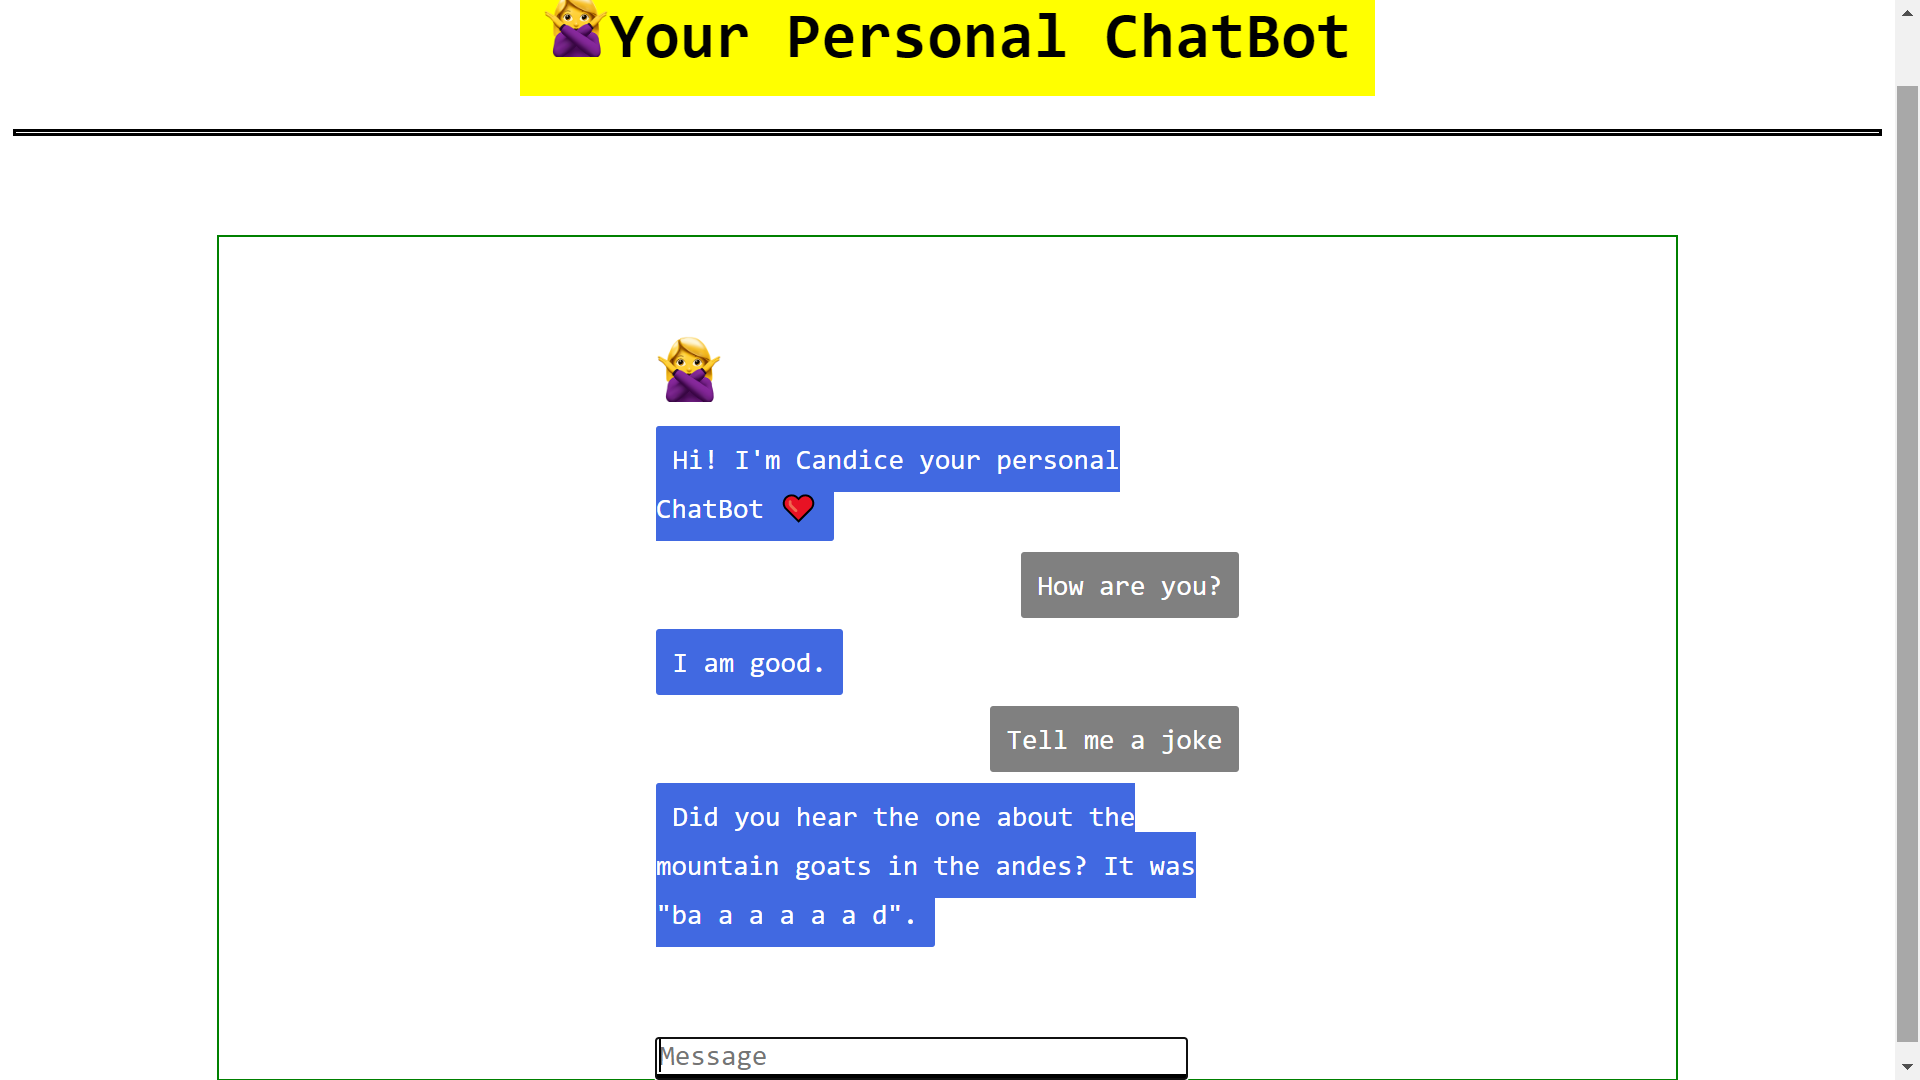 Your Personal ChatBot
Hi! I'm Candice your personal
ChatBot
How are you?
I am good.
Tell me a joke
Did you hear the one about the
mountain goats in the andes? It was
"ba a a a a a d".
Message